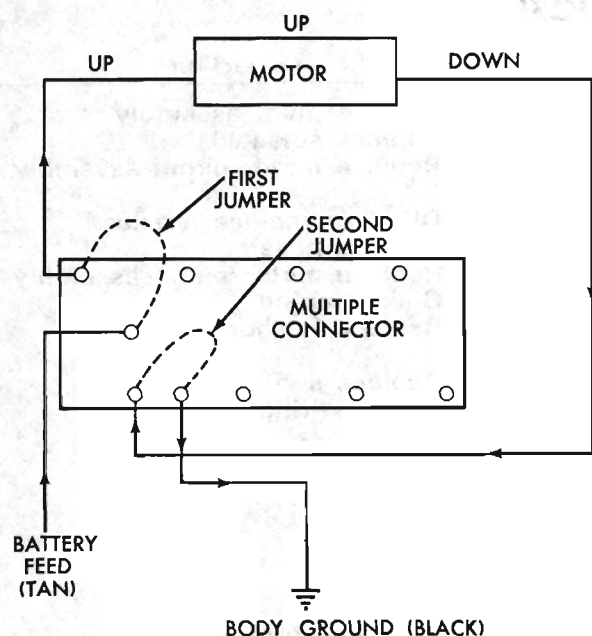 UP
UP
MOTOR
DOWN
FIRST
JUMPER
SECOND
JUMPER
MULTIPLE
CONNECTOR
BATTERY
FEED
(TAN)
BODY GROUND (BLACK)